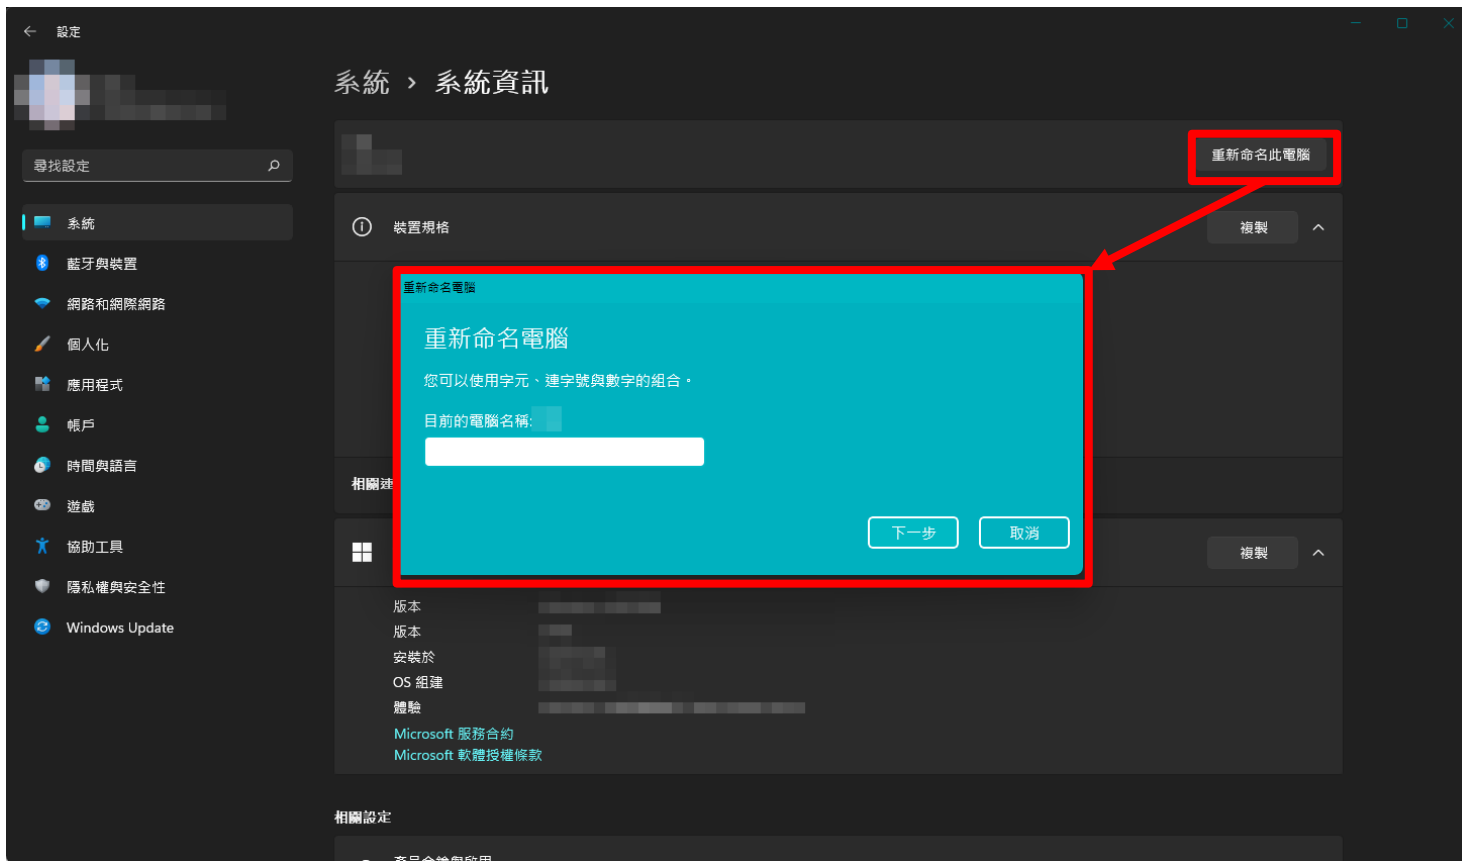 設定
系統 › 系統資訊
重新命名此電腦
尋找設定
系統
藍牙與裝置
網路和網際網路
個人化
應用程式
帳戶
時間與語言
遊戲
協助工具
隱私權與安全性
Windows Update
裝置規格
複製
重新命名電腦
重新命名電腦
您可以使用字元、連字號與數字的組合。
目前的電腦名稱:
下一步
取消
相關連
複製
版本
版本
安裝於
OS 組建
體驗
Microsoft 服務合約
Microsoft 軟體授權條款
相關設定
產品金鑰與啟用